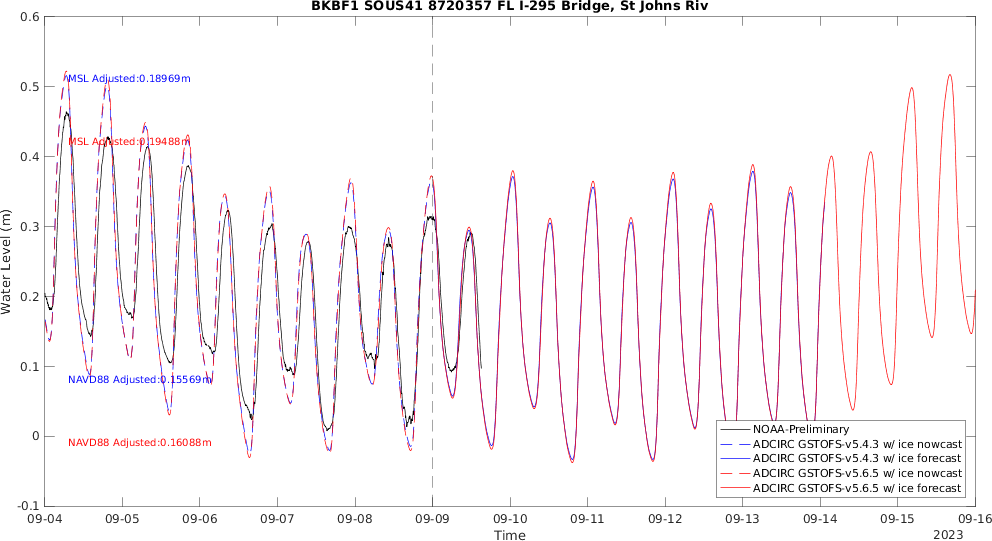 BKBF1 SOUS41 8720357 FL I-295 Bridge, St Johns Riv
0.6
0.5
0.4
0.3
0.2
0.1
0
-0.1
Water Level (m)
MSL Adjusted:0.18969m
MSL Adjusted:0.19488m
NAVD88 Adjusted:0.15569m
NAVD88 Adjusted:0.16088m
NOAA-Preliminary
ADCIRC GSTOFS-v5.4.3 w/ ice nowcast
ADCIRC GSTOFS-v5.4.3 w/ ice forecast
ADCIRC GSTOFS-v5.6.5 w/ ice nowcast
ADCIRC GSTOFS-v5.6.5 w/ ice forecast
09-04 09-05 09-06 09-07 09-08 09-09 09-10 09-11 09-12 09-13 09-14 09-15 09-16
Time
2023